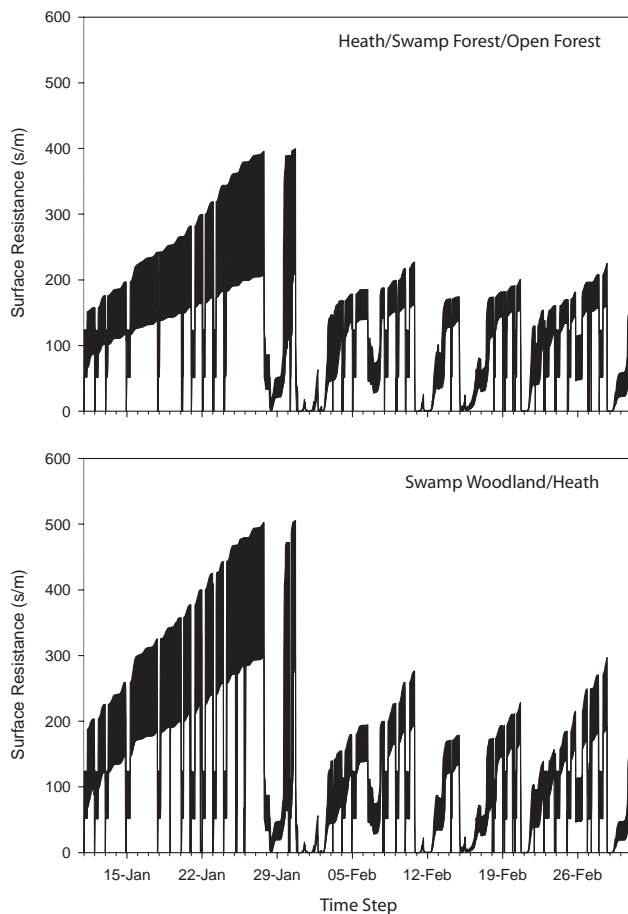 600
Heath/Swamp Forest/Open Forest
500
400
300
200
100
0
Surface Resistance (s/m)
600
Swamp Woodland/Heath
500
400
300
200
100
0
Surface Resistance (s/m)
15-Jan 22-Jan 29-Jan 05-Feb 12-Feb 19-Feb 26-Feb
Time Step